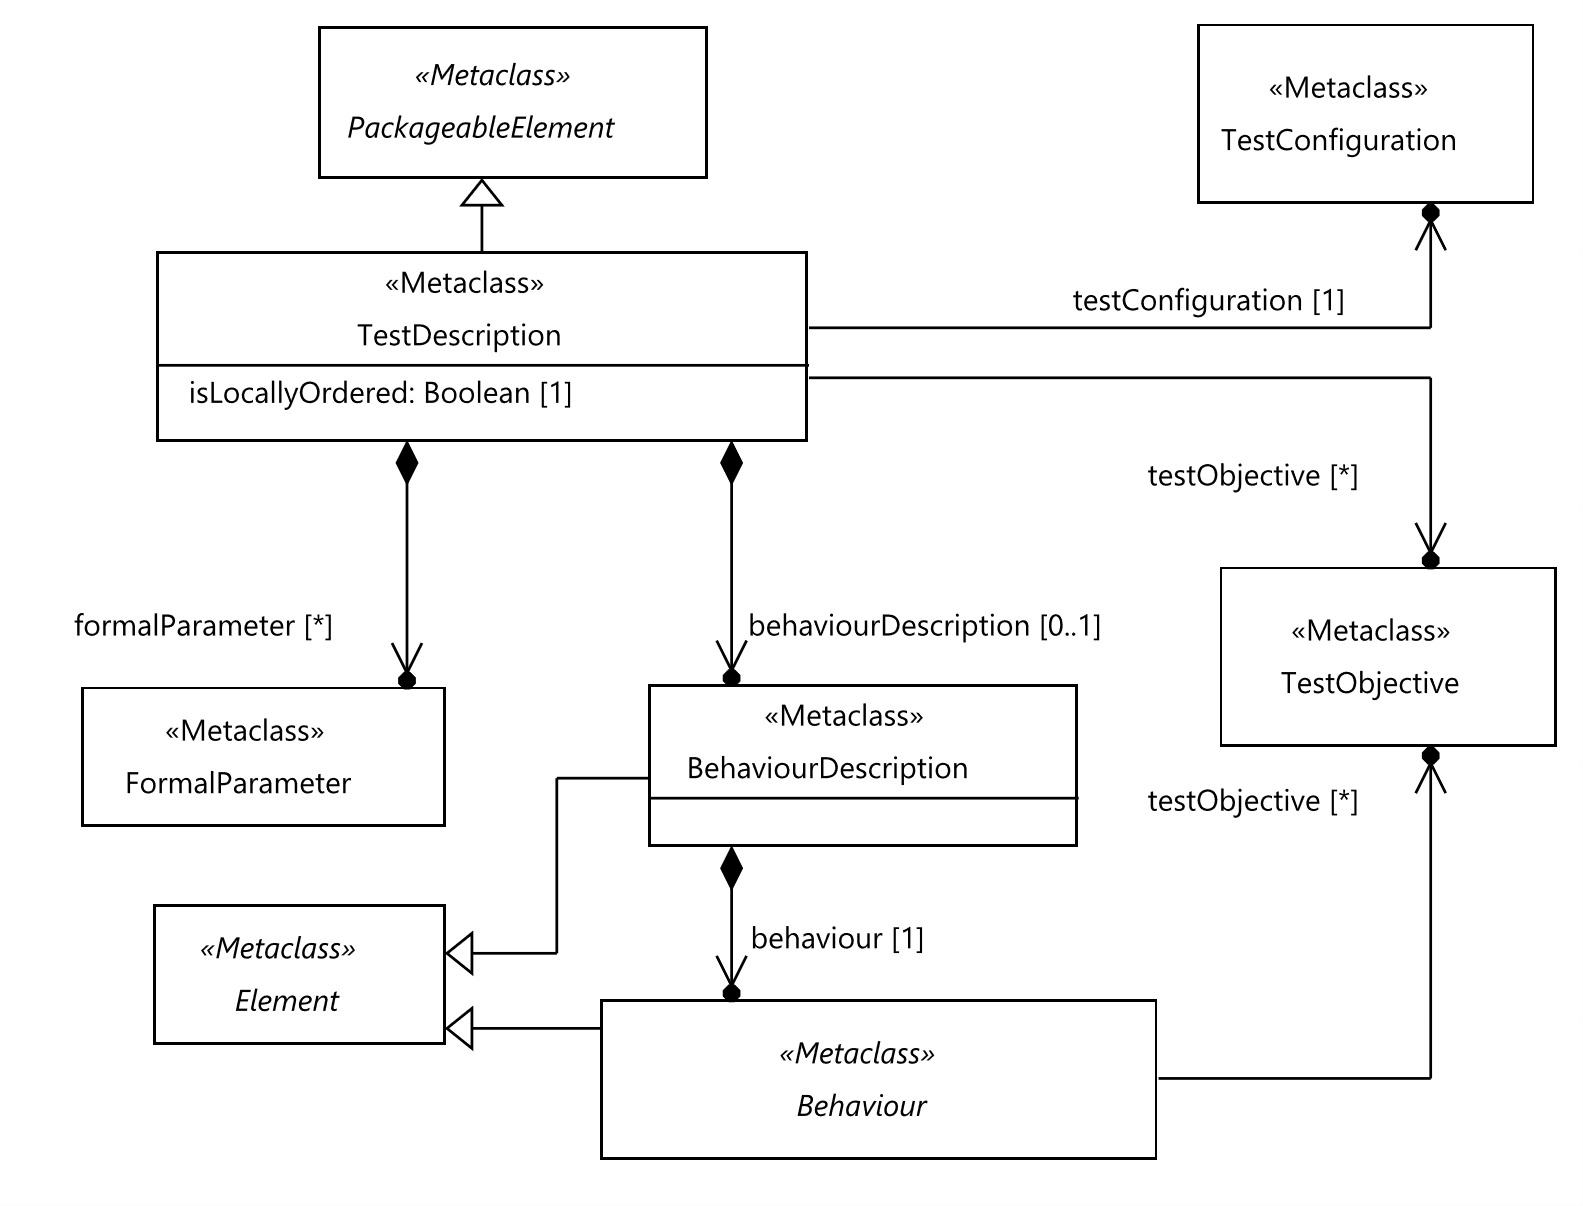 «Metaclass»
PackageableElement
«Metaclass»
TestConfiguration
«Metaclass»
TestDescription
isLocallyOrdered: Boolean [1]
testConfiguration [1]
testObjective [*]
formalParameter [*]
behaviourDescription [0..1]
«Metaclass»
TestObjective
«Metaclass»
FormalParameter
«Metaclass»
BehaviourDescription
testObjective [*]
«Metaclass»
Element
behaviour [1]
«Metaclass»
Behaviour